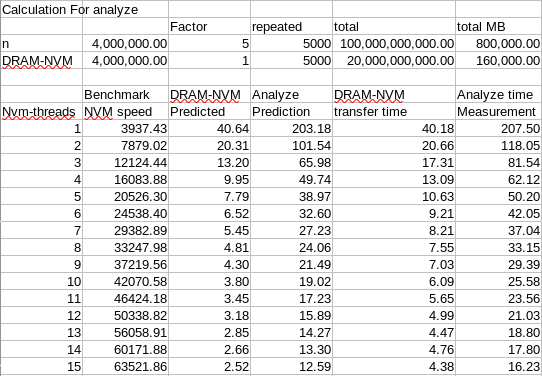 Calculation For analyze
Factor repeated total total MB
n 4,000,000.00 5 5000 100,000,000,000.00 800,000.00
DRAM-NVM 4,000,000.00 1 5000 20,000,000,000.00 160,000.00
Benchmark DRAM-NVM Analyze DRAM-NVM Analyze time
Nvm-threads NVM speed Predicted Prediction transfer time Measurement
1 3937.43 40.64 203.18 40.18 207.50
2 7879.02 20.31 101.54 20.66 118.05
3 12124.44 13.20 65.98 17.31 81.54
4 16083.88 9.95 49.74 13.09 62.12
5 20526.30 7.79 38.97 10.63 50.20
6 24538.40 6.52 32.60 9.21 42.05
7 29382.89 5.45 27.23 8.21 37.04
8 33247.98 4.81 24.06 7.55 33.15
9 37219.56 4.30 21.49 7.03 29.39
10 42070.58 3.80 19.02 6.09 25.58
11 46424.18 3.45 17.23 5.65 23.56
12 50338.82 3.18 15.89 4.99 21.03
13 56058.91 2.85 14.27 4.47 18.80
14 60171.88 2.66 13.30 4.76 17.80
15 63521.86 2.52 12.59 4.38 16.23